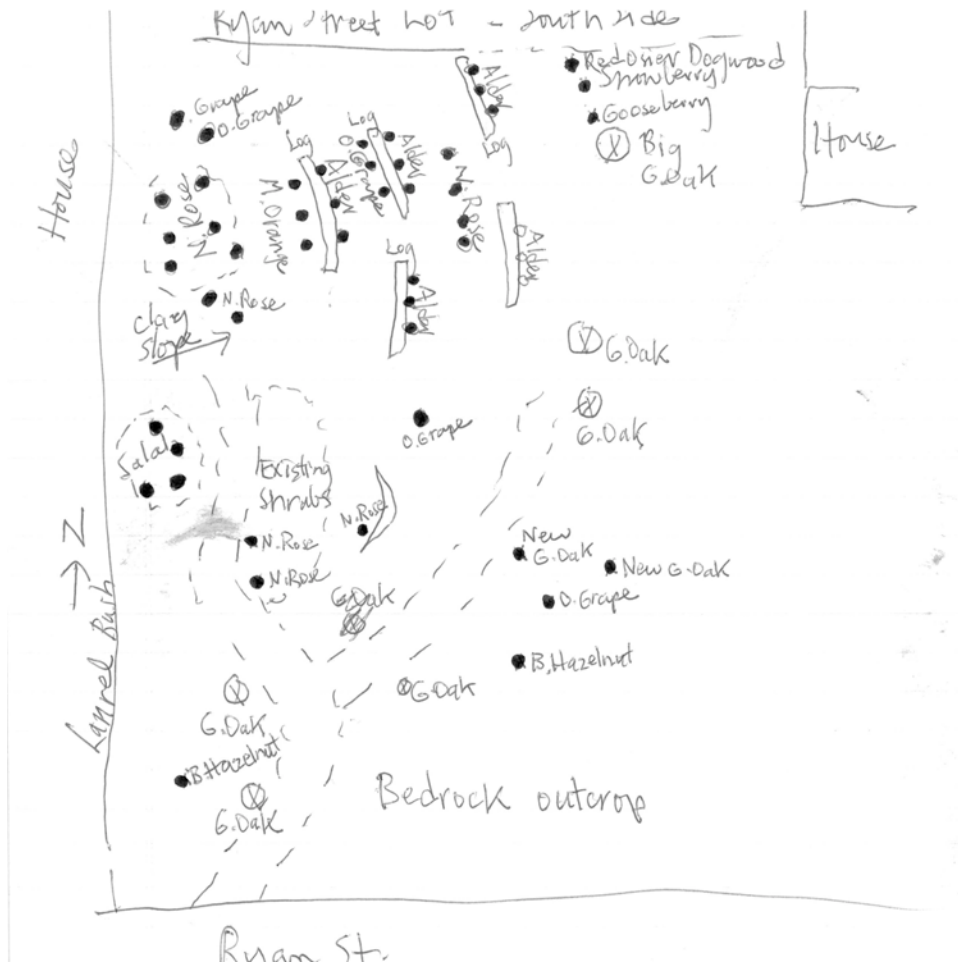 Ryan Street Lot - South side
Red-Osier Dogwood
Snowberry
Gooseberry
Big
G.Oak
House
House
Grape
O.Grape
Log
Alder
Log
O.Grape
Alder
Alder
Log
N.Rose
M.Orange
N.Rose
Alder
Log
Alder
N.Rose
Clay
Slope
G.Oak
G.Oak
O.Grape
Salal
Existing
Shrubs
N.Rose
N.Rose
N.Rose
G.Oak
New
G.Oak
New G.Oak
O.Grape
B.Hazelnut
Z
Laurel Bush
G.Oak
G.Oak
B.Hazelnut
G.Oak
Bedrock outcrop
Ryan St.